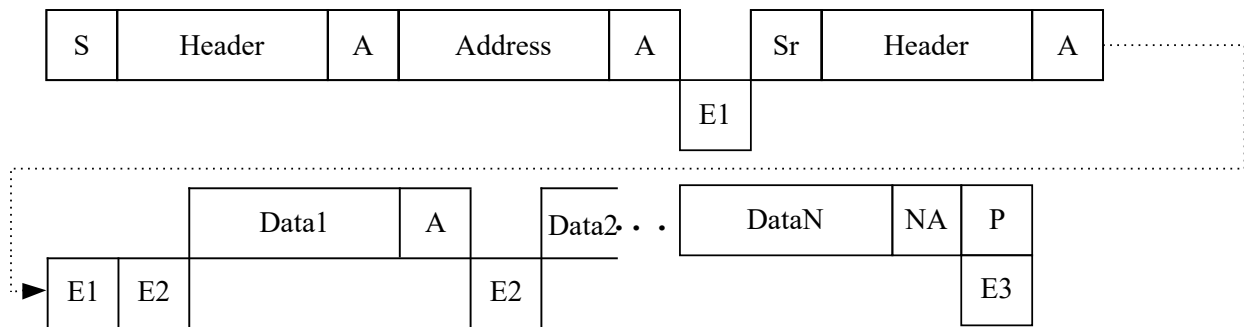 S Header A Address A Sr Header A
E1
Data1 A Data2 · · · DataN NA P
E1 E2 E2 E3